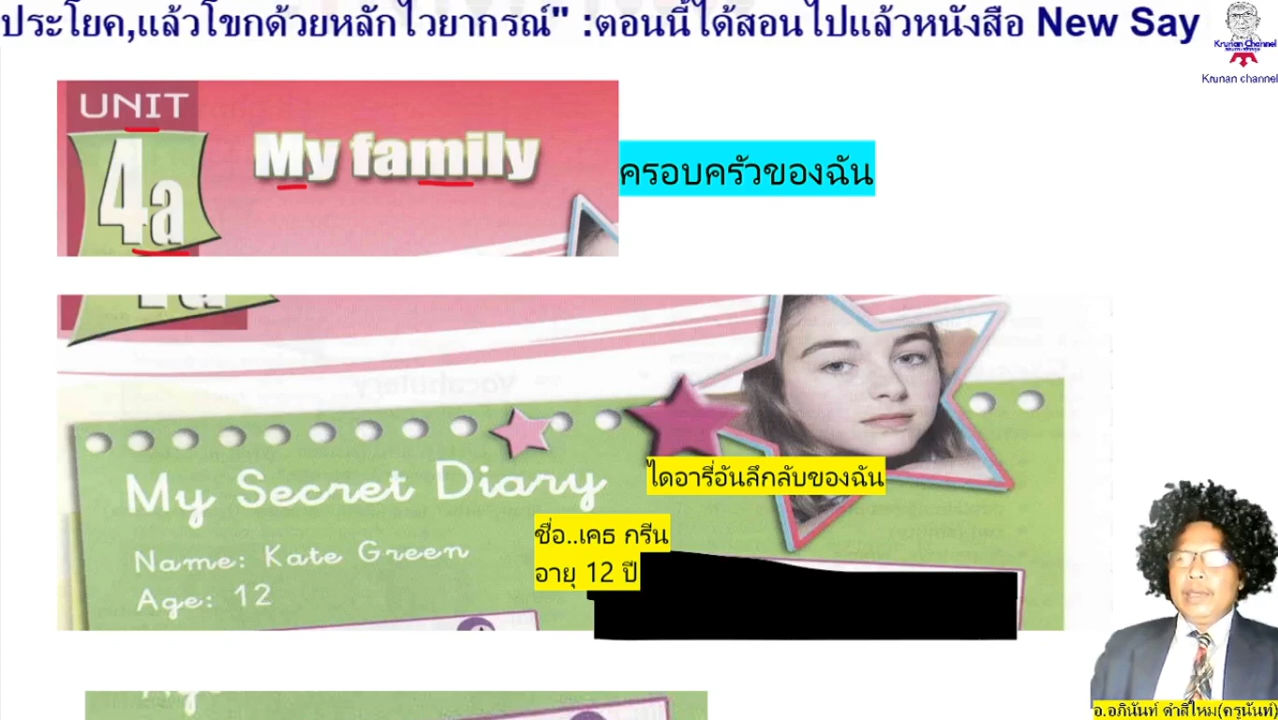 ประโยค,แล้วโขกด้วยหลักไวยากรณ์" :ตอนนี้ได้สอนไปแล้วหนังสือ New Say
Krunan Channel
Krunan channel
UNIT
4a
My family
ครอบครัวของฉัน
My Secret Diary
ไดอารี่อันลึกลับของฉัน
Name: Kate Green
ชื่อ..เคธ กรีน
Age: 12
อายุ 12 ปี
อ.อภินันท์ ดำสีใหม่(ครูนันท์)